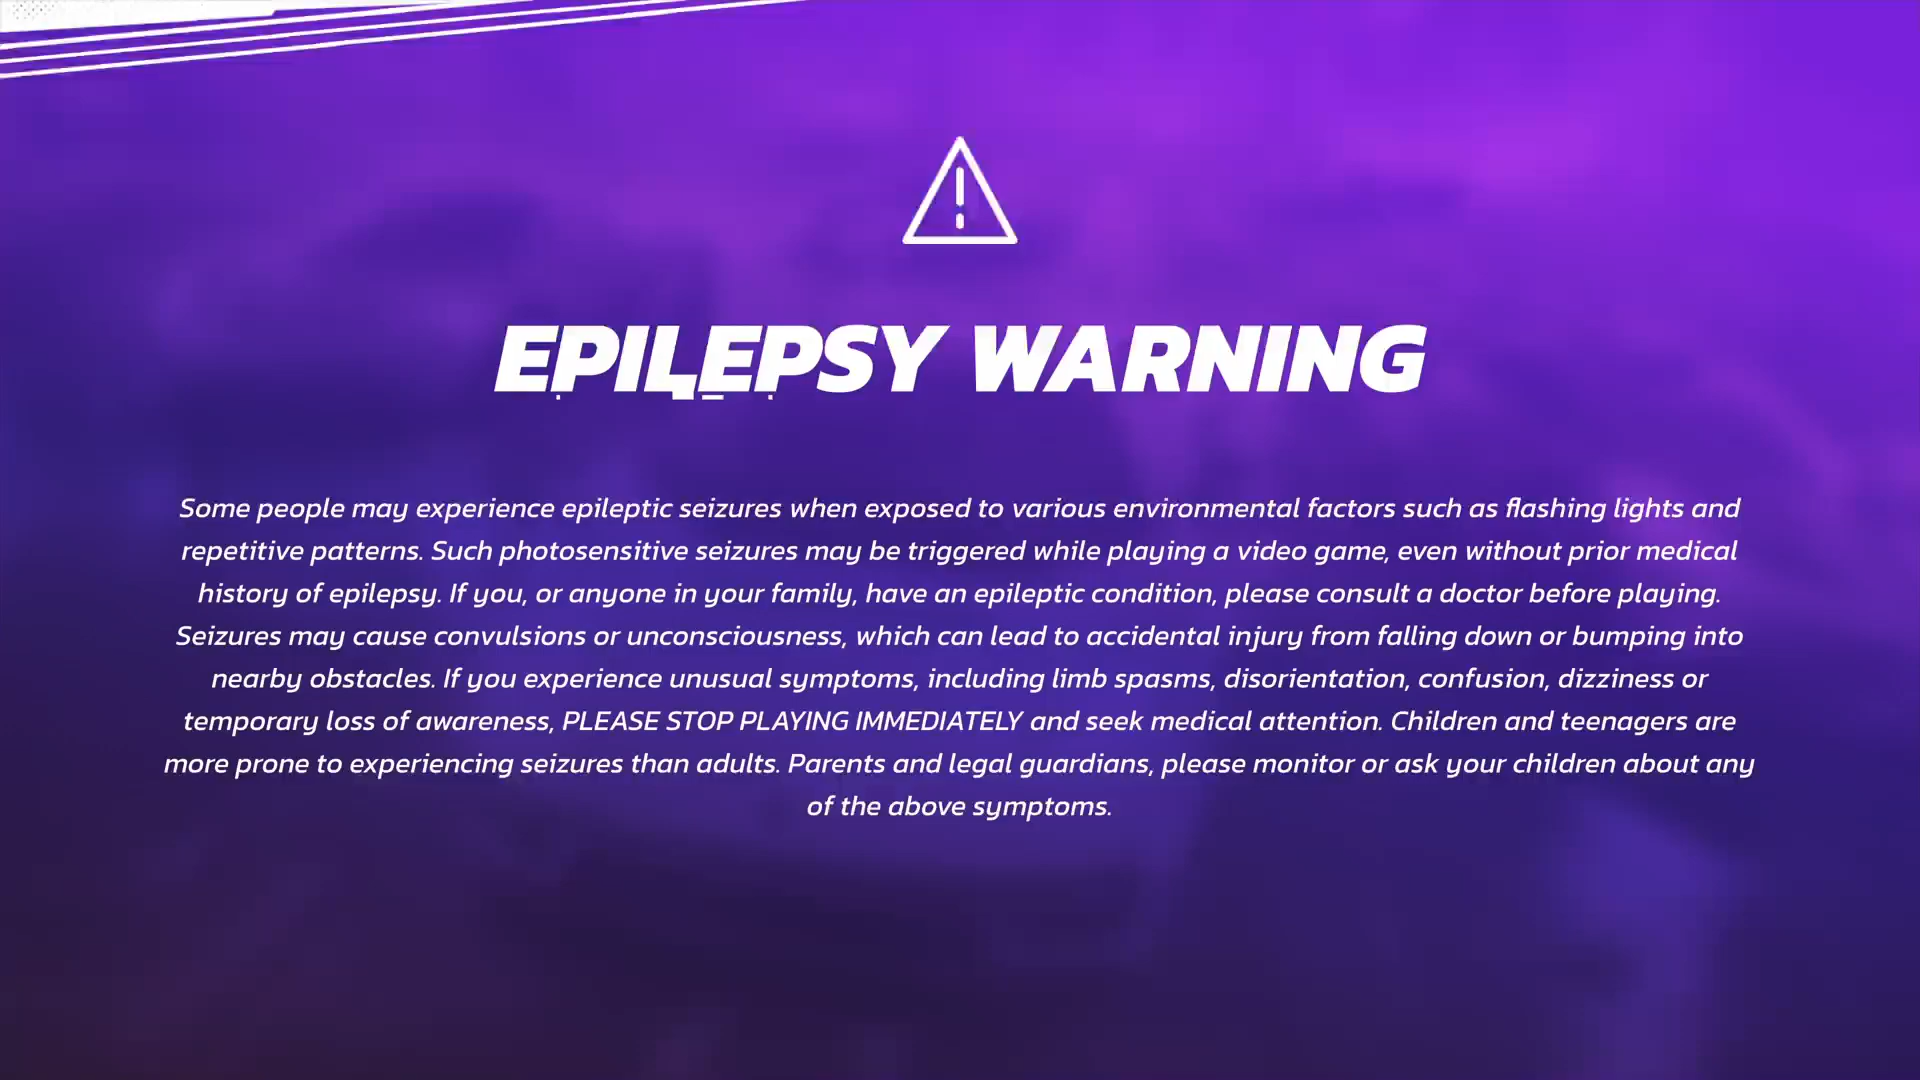 EPILEPSY WARNING
Some people may experience epileptic seizures when exposed to various environmental factors such as flashing lights and
repetitive patterns. Such photosensitive seizures may be triggered while playing a video game, even without prior medical
history of epilepsy. If you, or anyone in your family, have an epileptic condition, please consult a doctor before playing.
Seizures may cause convulsions or unconsciousness, which can lead to accidental injury from falling down or bumping into
nearby obstacles. If you experience unusual symptoms, including limb spasms, disorientation, confusion, dizziness or
temporary loss of awareness, PLEASE STOP PLAYING IMMEDIATELY and seek medical attention. Children and teenagers are
more prone to experiencing seizures than adults. Parents and legal guardians, please monitor or ask your children about any
of the above symptoms.